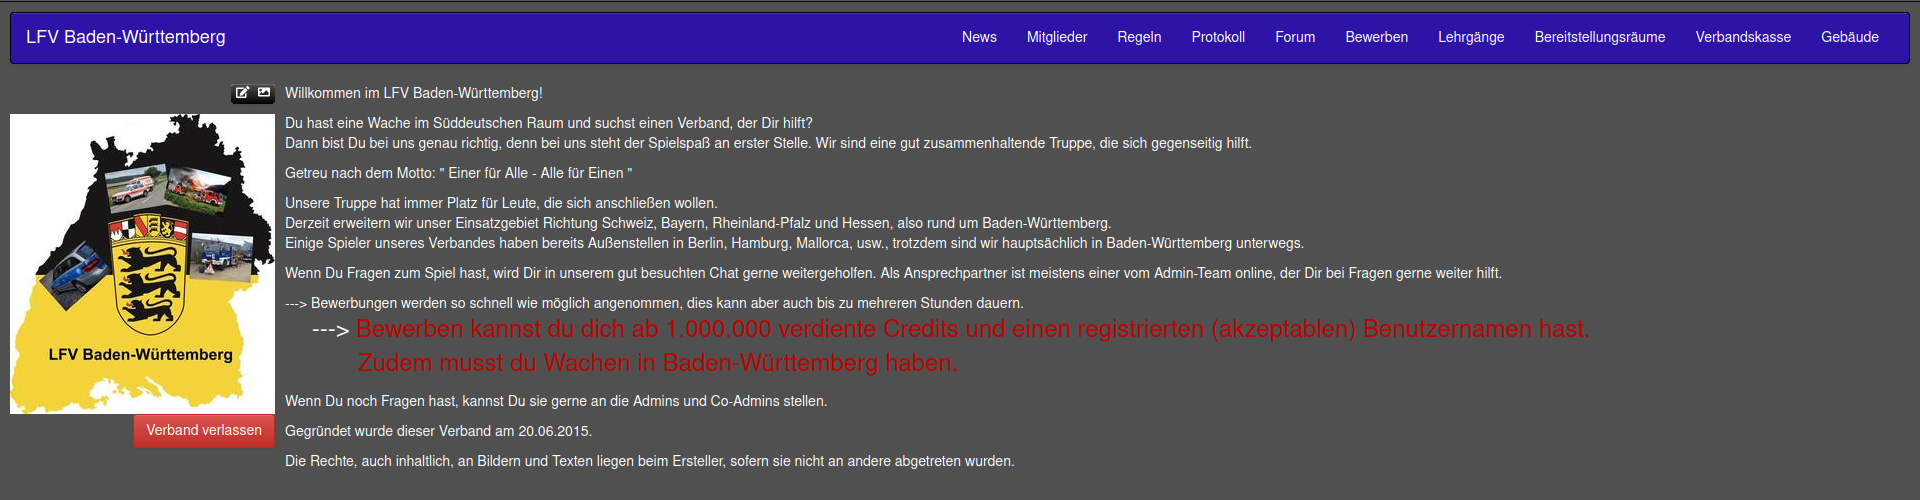 LFV Baden-Württemberg
News Mitglieder Regeln Protokoll Forum Bewerben Lehrgänge Bereitstellungsräume Verbandskasse Gebäude
Willkommen im LFV Baden-Württemberg!
Du hast eine Wache im Süddeutschen Raum und suchst einen Verband, der Dir hilft?
Dann bist Du bei uns genau richtig, denn bei uns steht der Spielspaß an erster Stelle. Wir sind eine gut zusammenhaltende Truppe, die sich gegenseitig hilft.
Getreu nach dem Motto: " Einer für Alle - Alle für Einen "
Unsere Truppe hat immer Platz für Leute, die sich anschließen wollen.
Derzeit erweitern wir unser Einsatzgebiet Richtung Schweiz, Bayern, Rheinland-Pfalz und Hessen, also rund um Baden-Württemberg.
Einige Spieler unseres Verbandes haben bereits Außenstellen in Berlin, Hamburg, Mallorca, usw., trotzdem sind wir hauptsächlich in Baden-Württemberg unterwegs.
Wenn Du Fragen zum Spiel hast, wird Dir in unserem gut besuchten Chat gerne weitergeholfen. Als Ansprechpartner ist meistens einer vom Admin-Team online, der Dir bei Fragen gerne weiter hilft.
---> Bewerbungen werden so schnell wie möglich angenommen, dies kann aber auch bis zu mehreren Stunden dauern.
---> Bewerben kannst du dich ab 1.000.000 verdiente Credits und einen registrierten (akzeptablen) Benutzernamen hast.
Zudem musst du Wachen in Baden-Württemberg haben.
Wenn Du noch Fragen hast, kannst Du sie gerne an die Admins und Co-Admins stellen.
Gegründet wurde dieser Verband am 20.06.2015.
Die Rechte, auch inhaltlich, an Bildern und Texten liegen beim Ersteller, sofern sie nicht an andere abgetreten wurden.
LFV Baden-Württemberg
Verband verlassen